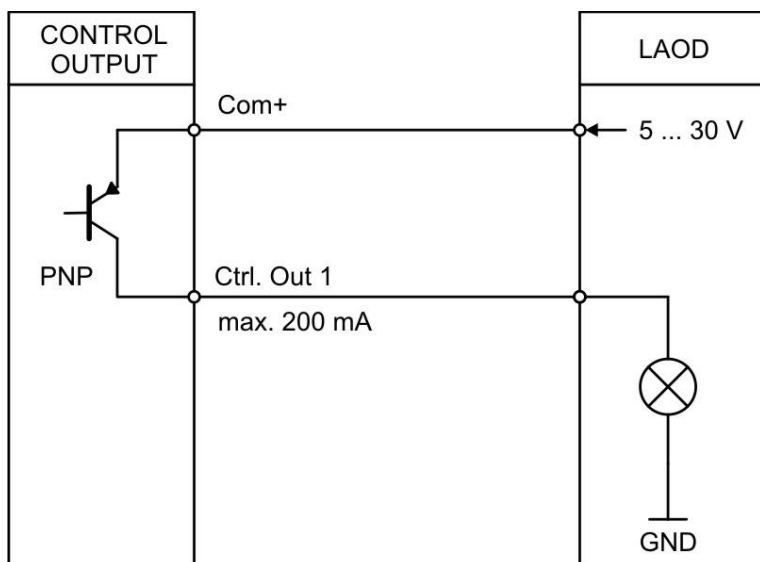 CONTROL
OUTPUT
LAOD
Com+
5 ... 30 V
PNP
Ctrl. Out 1
max. 200 mA
GND